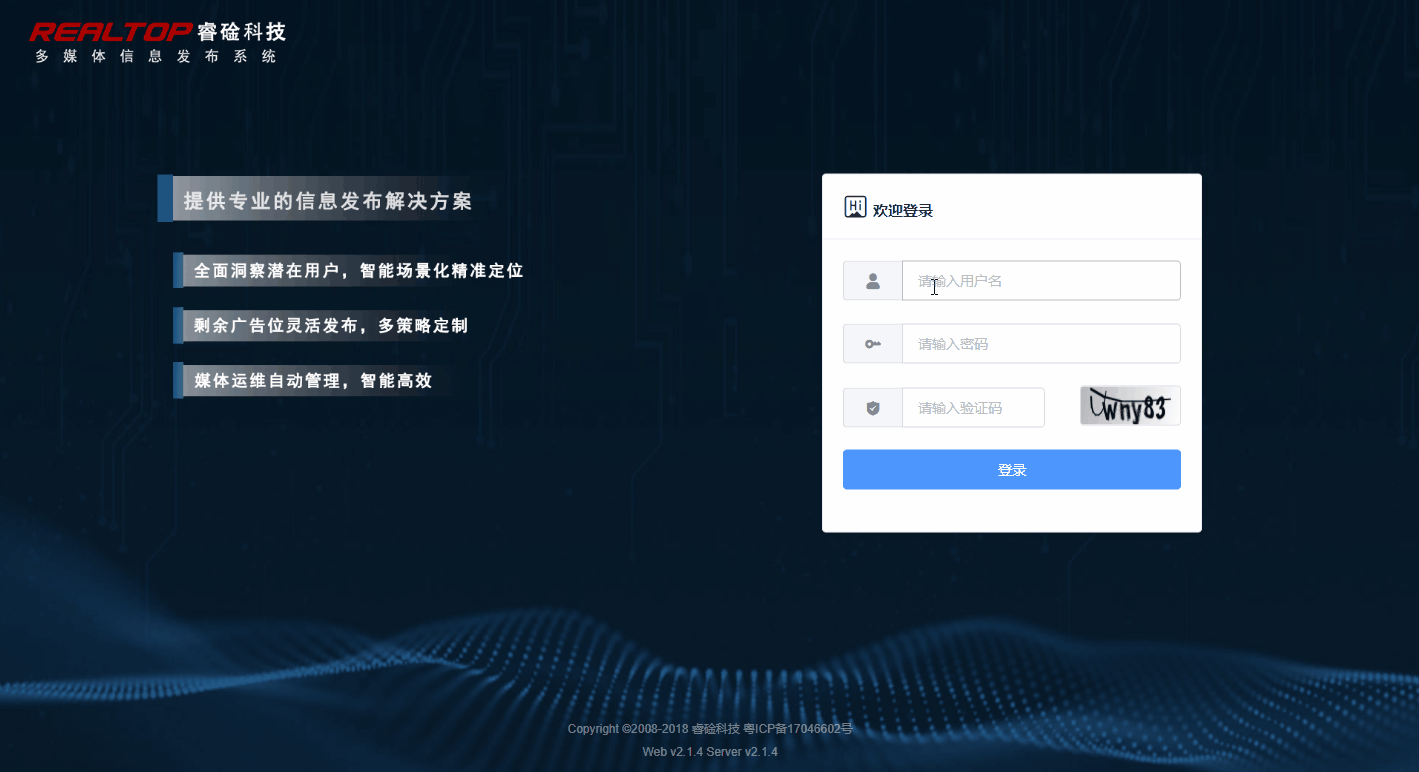 REALTOP 睿碒科技
多媒体信息发布系统
提供专业的信息发布解决方案
全面洞察潜在用户，智能场景化精准定位
剩余广告位灵活发布，多策略定制
媒体运维自动管理，智能高效
Hi 欢迎登录
请输入用户名
请输入密码
请输入验证码
登录
Copyright ©2008-2018 睿碒科技 粤ICP备17046602号
Web v2.1.4 Server v2.1.4